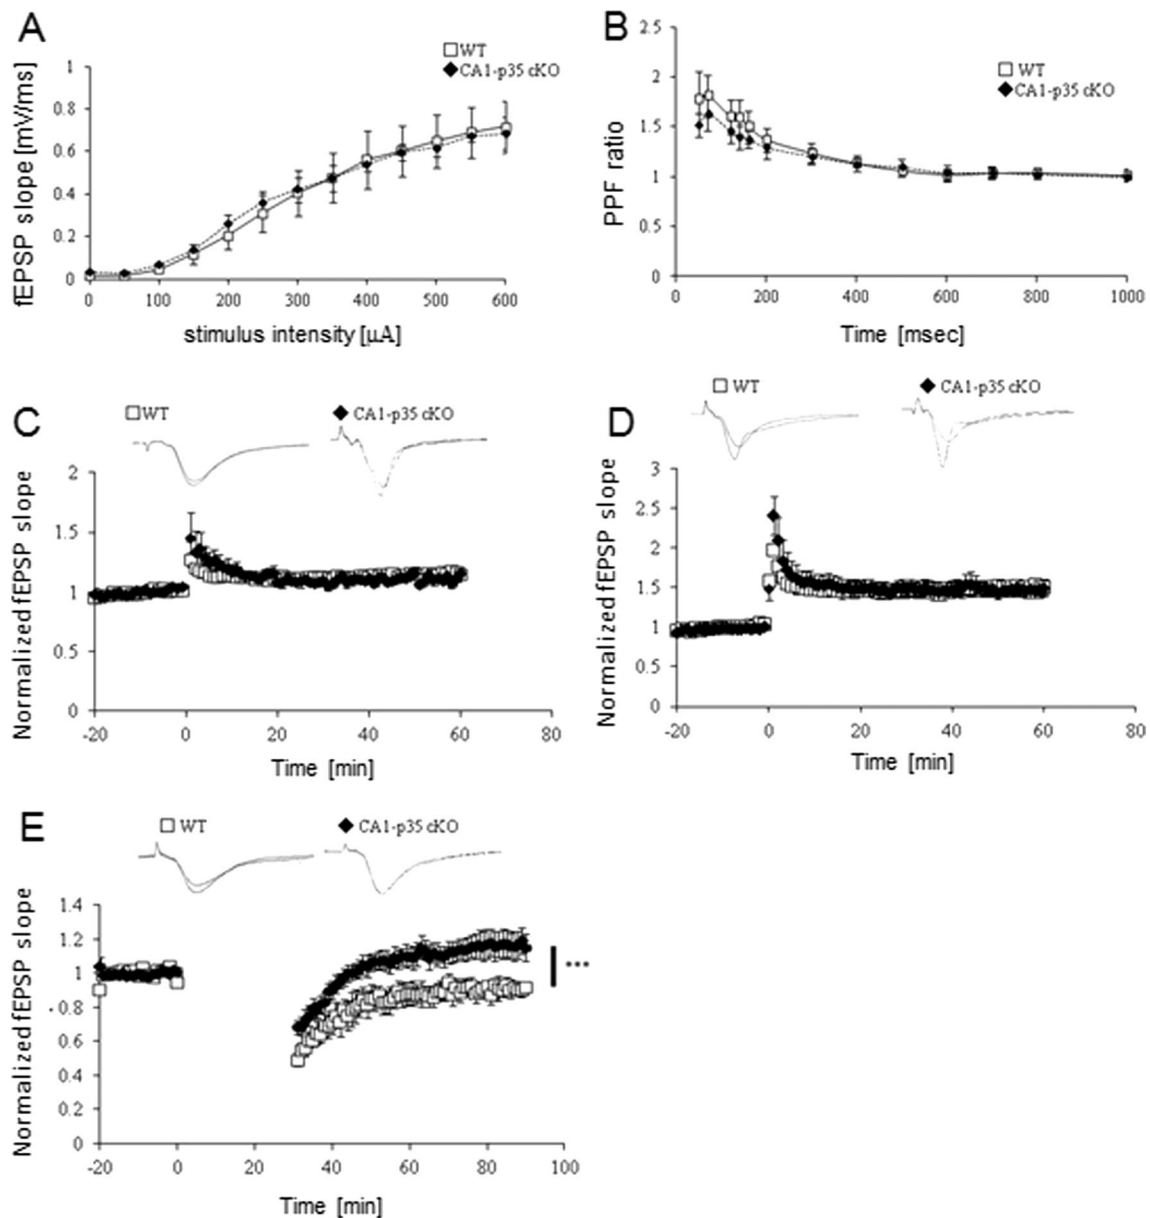 A
WT
CA1-p35 cKO
fEPSP slope [mV/ms]
1
0.8
0.6
0.4
0.2
0
0 100 200 300 400 500 600
stimulus intensity [µA]
B
WT
CA1-p35 cKO
PPF ratio
2.5
2
1.5
1
0.5
0
0 200 400 600 800 1000
Time [msec]
C
WT CA1-p35 cKO
Normalized fEPSP slope
2
1.5
1
0.5
0
-20 0 20 40 60 80
Time [min]
D
WT CA1-p35 cKO
Normalized fEPSP slope
3
2.5
2
1.5
1
0.5
0
-20 0 20 40 60 80
Time [min]
E
WT CA1-p35 cKO
Normalized fEPSP slope
1.4
1.2
1
0.8
0.6
0.4
0.2
0
-20 0 20 40 60 80 100
Time [min]
***